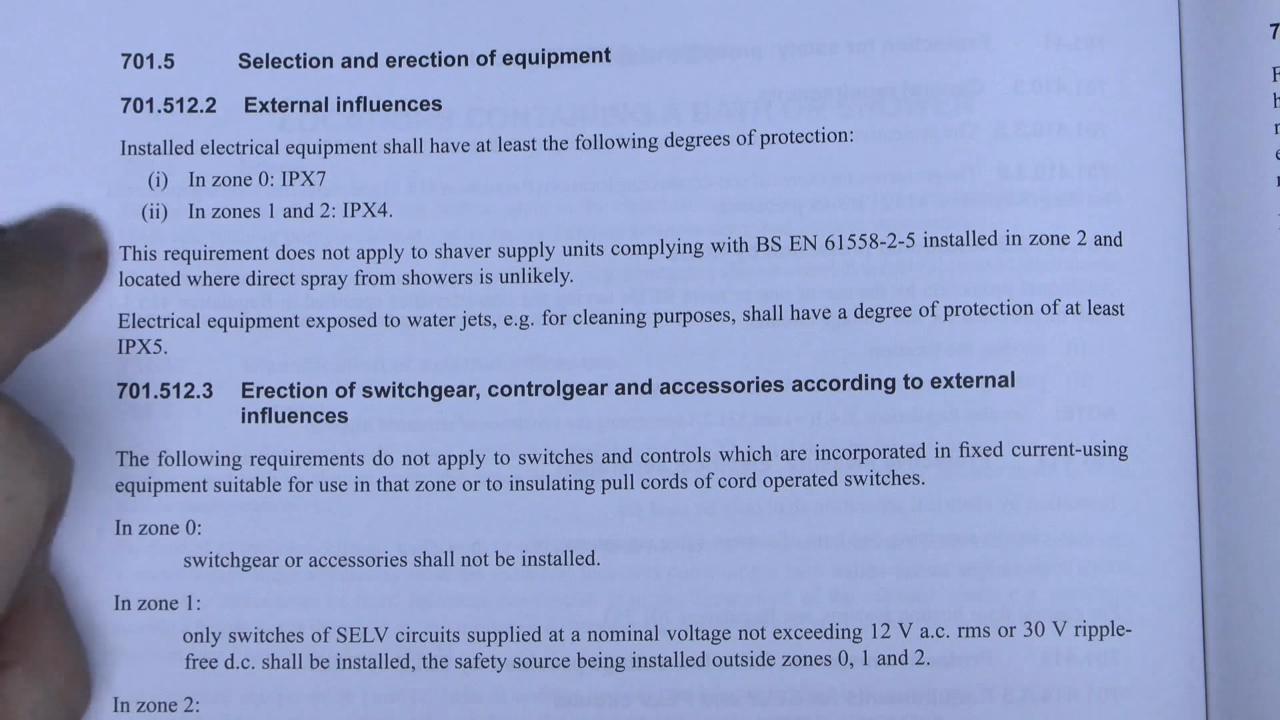 701.5 Selection and erection of equipment
701.512.2 External influences
Installed electrical equipment shall have at least the following degrees of protection:
(i) In zone 0: IPX7
(ii) In zones 1 and 2: IPX4.
This requirement does not apply to shaver supply units complying with BS EN 61558-2-5 installed in zone 2 and
located where direct spray from showers is unlikely.
Electrical equipment exposed to water jets, e.g. for cleaning purposes, shall have a degree of protection of at least
IPX5.
701.512.3 Erection of switchgear, controlgear and accessories according to external
influences
The following requirements do not apply to switches and controls which are incorporated in fixed current-using
equipment suitable for use in that zone or to insulating pull cords of cord operated switches.
In zone 0:
switchgear or accessories shall not be installed.
In zone 1:
only switches of SELV circuits supplied at a nominal voltage not exceeding 12 V a.c. rms or 30 V ripple-
free d.c. shall be installed, the safety source being installed outside zones 0, 1 and 2.
In zone 2: